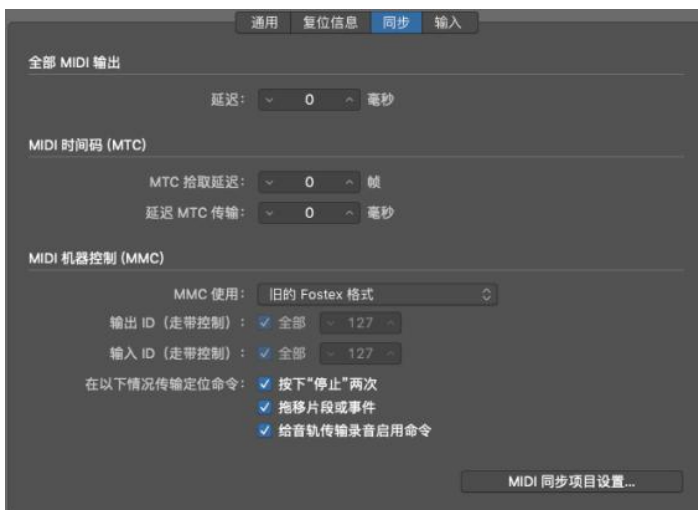 通用 复位信息 同步 输入
全部 MIDI 输出
延迟： 0 毫秒
MIDI 时间码 (MTC)
MTC 拾取延迟： 0 帧
延迟 MTC 传输： 0 毫秒
MIDI 机器控制 (MMC)
MMC 使用： 旧的 Fostex 格式
输出 ID（走带控制）： 全部 127
输入 ID（走带控制）： 全部 127
在以下情况传输定位命令： 按下“停止”两次
拖移片段或事件
给音轨传输录音启用命令
MIDI 同步项目设置...